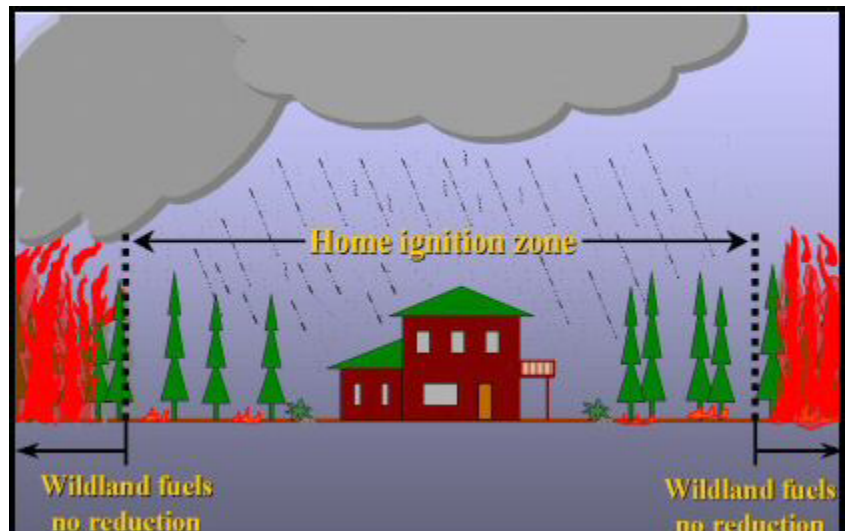 Home ignition zone
Wildland fuels
no reduction
Wildland fuels
no reduction